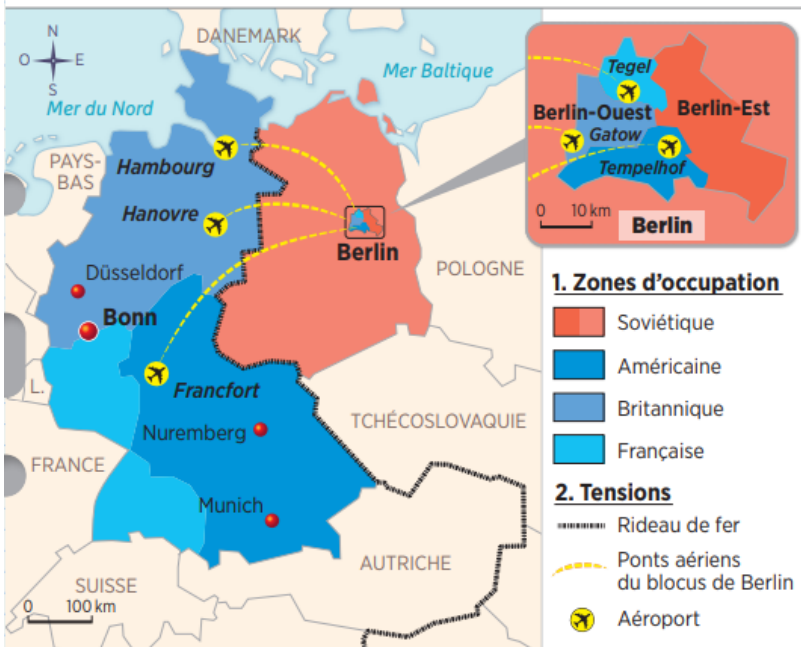 N
O
E
S
DANEMARK
Mer Baltique
Mer du Nord
PAYS-
BAS
Hambourg
Hanovre
Berlin
Düsseldorf
Bonn
POLOGNE
L.
Francfort
TCHÉCOSLOVAQUIE
Nuremberg
FRANCE
Munich
AUTRICHE
SUISSE
0 100 km
Tegel
Berlin-Ouest
Berlin-Est
Gatow
Tempelhof
0 10 km
Berlin
1. Zones d'occupation
Soviétique
Américaine
Britannique
Française
2. Tensions
Rideau de fer
Ponts aériens
du blocus de Berlin
Aéroport